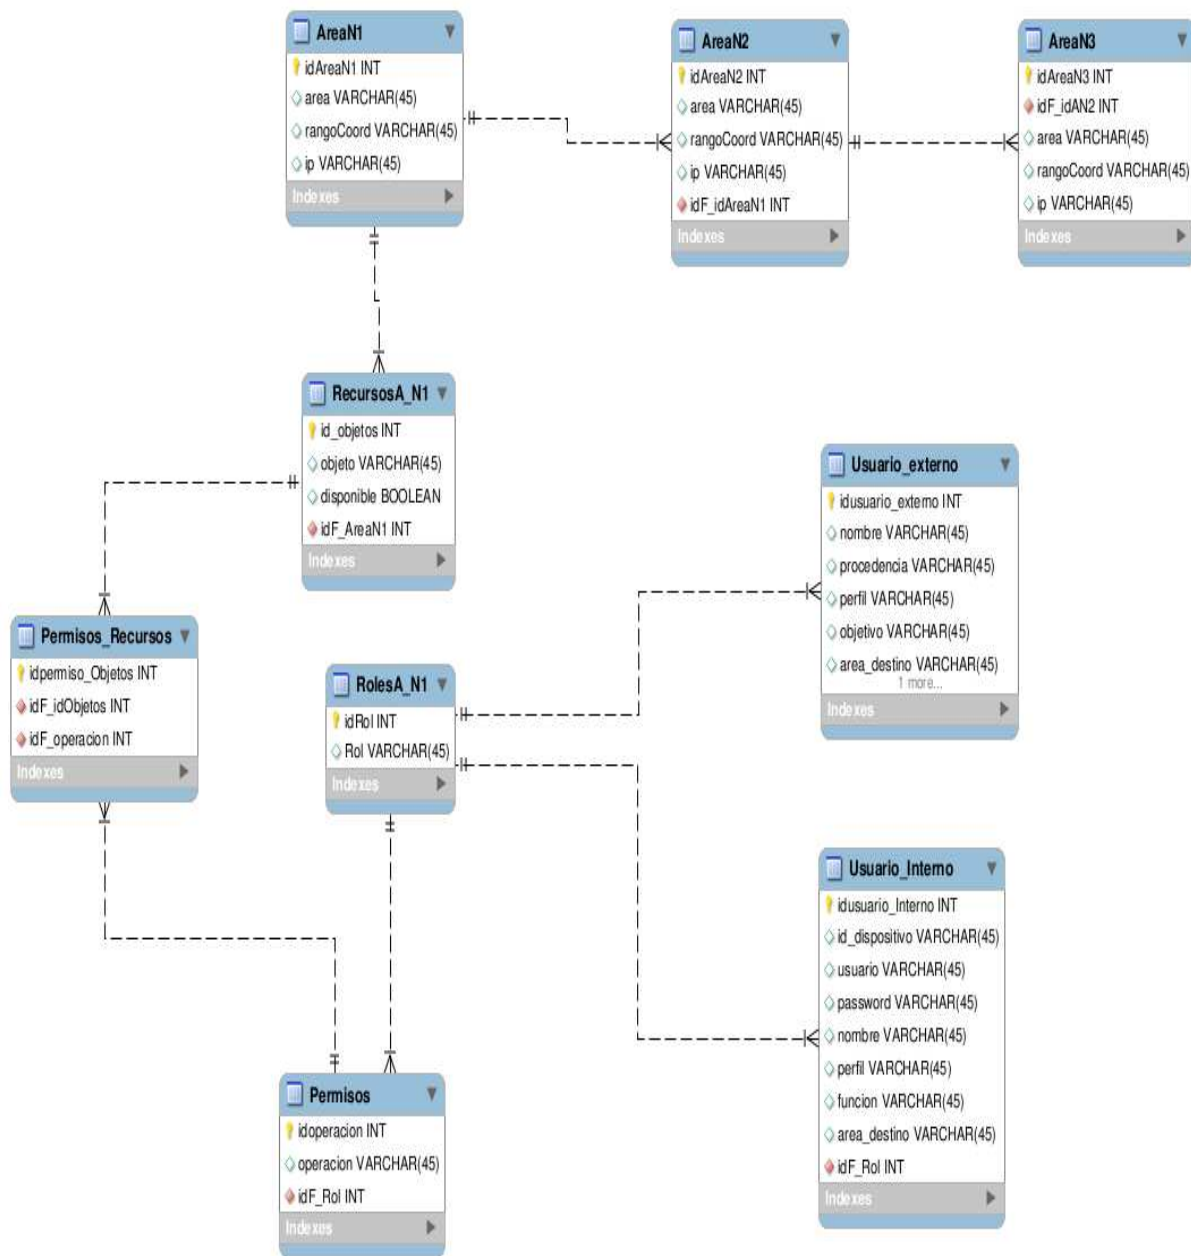 AreaN1
idAreaN1 INT
area VARCHAR(45)
rangoCoord VARCHAR(45)
ip VARCHAR(45)
Indexes
AreaN2
idAreaN2 INT
area VARCHAR(45)
rangoCoord VARCHAR(45)
ip VARCHAR(45)
idF_idAreaN1 INT
Indexes
AreaN3
idAreaN3 INT
idF_idAN2 INT
area VARCHAR(45)
rangoCoord VARCHAR(45)
ip VARCHAR(45)
Indexes
RecursosA_N1
id_objetos INT
objeto VARCHAR(45)
disponible BOOLEAN
idF_AreaN1 INT
Indexes
Usuario_externo
idusuario_externo INT
nombre VARCHAR(45)
procedencia VARCHAR(45)
perfil VARCHAR(45)
objetivo VARCHAR(45)
area_destino VARCHAR(45)
1 more...
Indexes
Permisos_Recursos
idpermiso_Objetos INT
idF_idObjetos INT
idF_operacion INT
Indexes
RolesA_N1
idRol INT
Rol VARCHAR(45)
Indexes
Usuario_Interno
idusuario_Interno INT
id_dispositivo VARCHAR(45)
usuario VARCHAR(45)
password VARCHAR(45)
nombre VARCHAR(45)
perfil VARCHAR(45)
funcion VARCHAR(45)
area_destino VARCHAR(45)
idF_Rol INT
Indexes
Permisos
idoperacion INT
operacion VARCHAR(45)
idF_Rol INT
Indexes